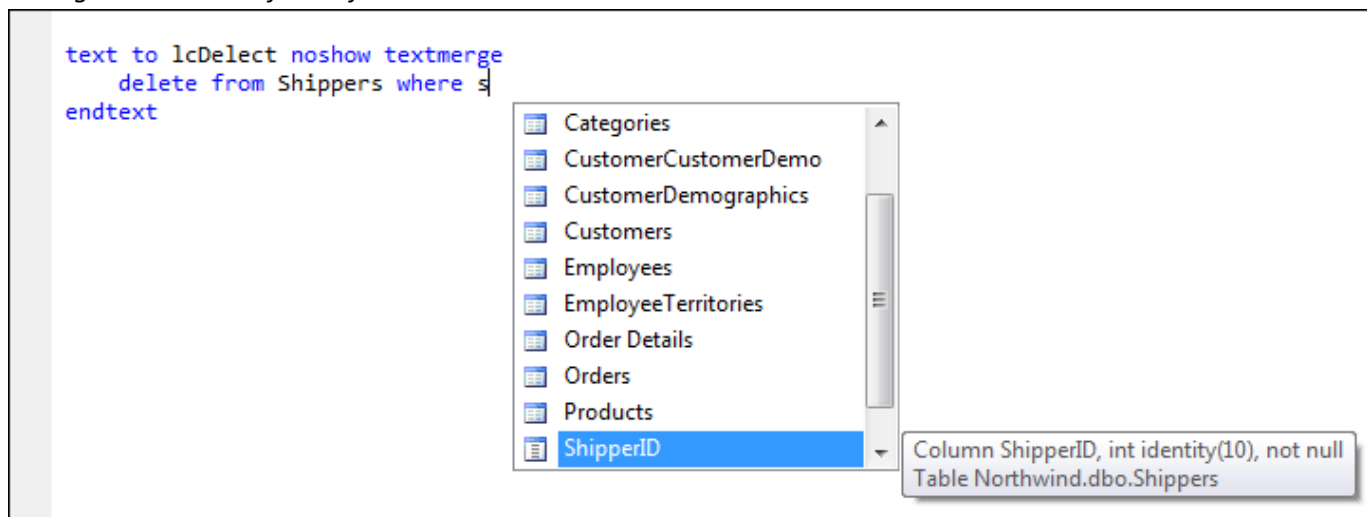 text to lcDelect noshow textmerge
delete from Shippers where s
endtext
Categories
CustomerCustomerDemo
CustomerDemographics
Customers
Employees
EmployeeTerritories
Order Details
Orders
Products
ShipperID
Column ShipperID, int identity(10), not null
Table Northwind.dbo.Shippers